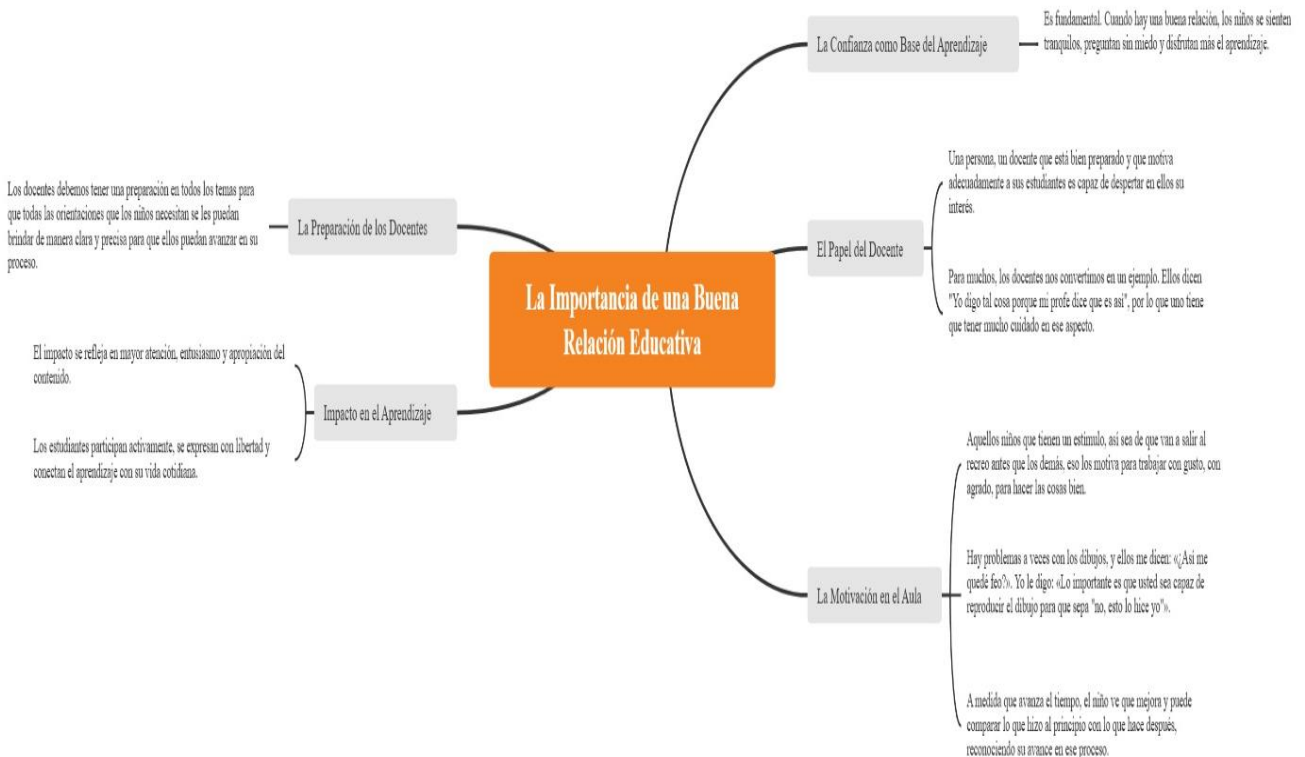 La Importancia de una Buena
Relación Educativa
La Confianza como Base del Aprendizaje
Es fundamental. Cuando hay una buena relación, los niños se sienten
tranquilos, preguntan sin miedo y disfrutan más el aprendizaje.
El Papel del Docente
Una persona, un docente que está bien preparado y que motiva
adecuadamente a sus estudiantes es capaz de despertar en ellos su
interés.
Para muchos, los docentes nos convertimos en un ejemplo. Ellos dicen
"Yo digo tal cosa porque mi profe dice que es así", por lo que uno tiene
que tener mucho cuidado en ese aspecto.
La Motivación en el Aula
Aquellos niños que tienen un estímulo, así sea de que van a salir al
recreo antes que los demás, eso los motiva para trabajar con gusto, con
agrado, para hacer las cosas bien.
Hay problemas a veces con los dibujos, y ellos me dicen: «¿Así me
quedé feo?». Yo le digo: «Lo importante es que usted sea capaz de
reproducir el dibujo para que sepa "no, esto lo hice yo"».
A medida que avanza el tiempo, el niño ve que mejora y puede
comparar lo que hizo al principio con lo que hace después,
reconociendo su avance en ese proceso.
La Preparación de los Docentes
Los docentes debemos tener una preparación en todos los temas para
que todas las orientaciones que los niños necesitan se les puedan
brindar de manera clara y precisa para que ellos puedan avanzar en su
proceso.
Impacto en el Aprendizaje
El impacto se refleja en mayor atención, entusiasmo y apropiación del
contenido.
Los estudiantes participan activamente, se expresan con libertad y
conectan el aprendizaje con su vida cotidiana.